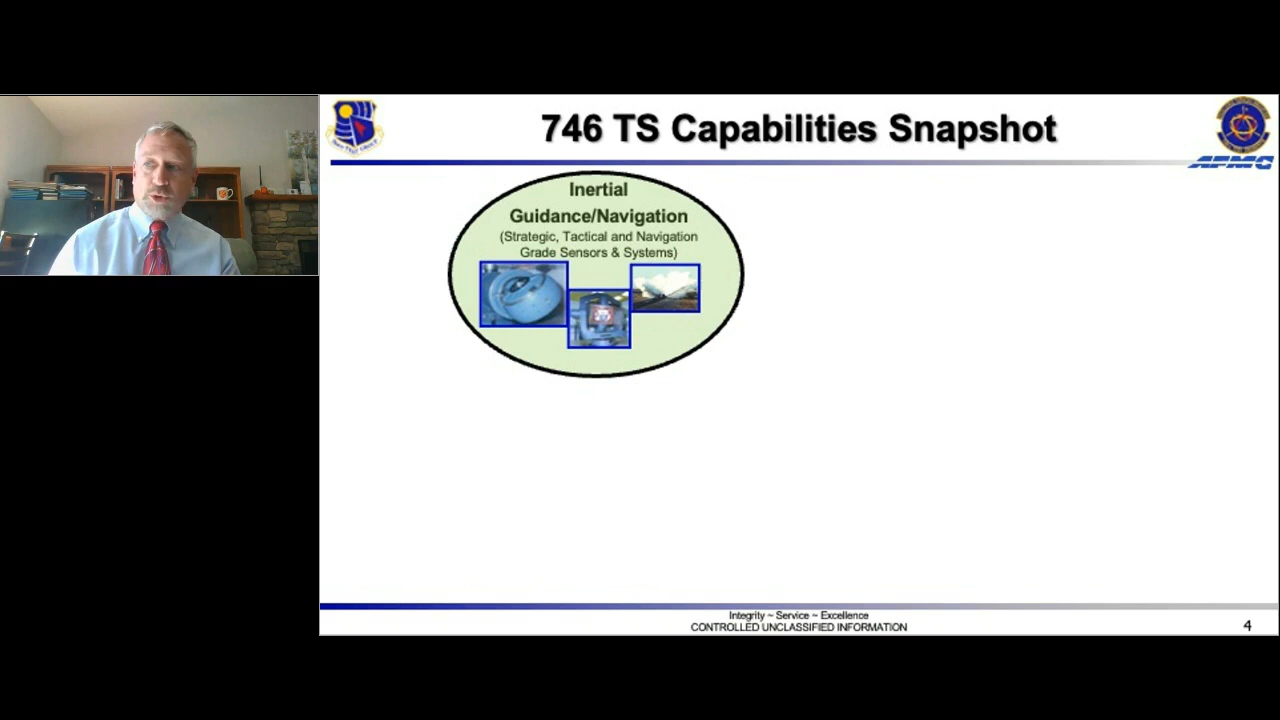 746 TS Capabilities Snapshot
AFMC
Inertial
Guidance/Navigation
(Strategic, Tactical and Navigation
Grade Sensors & Systems)
Integrity ~ Service ~ Excellence
CONTROLLED UNCLASSIFIED INFORMATION
4